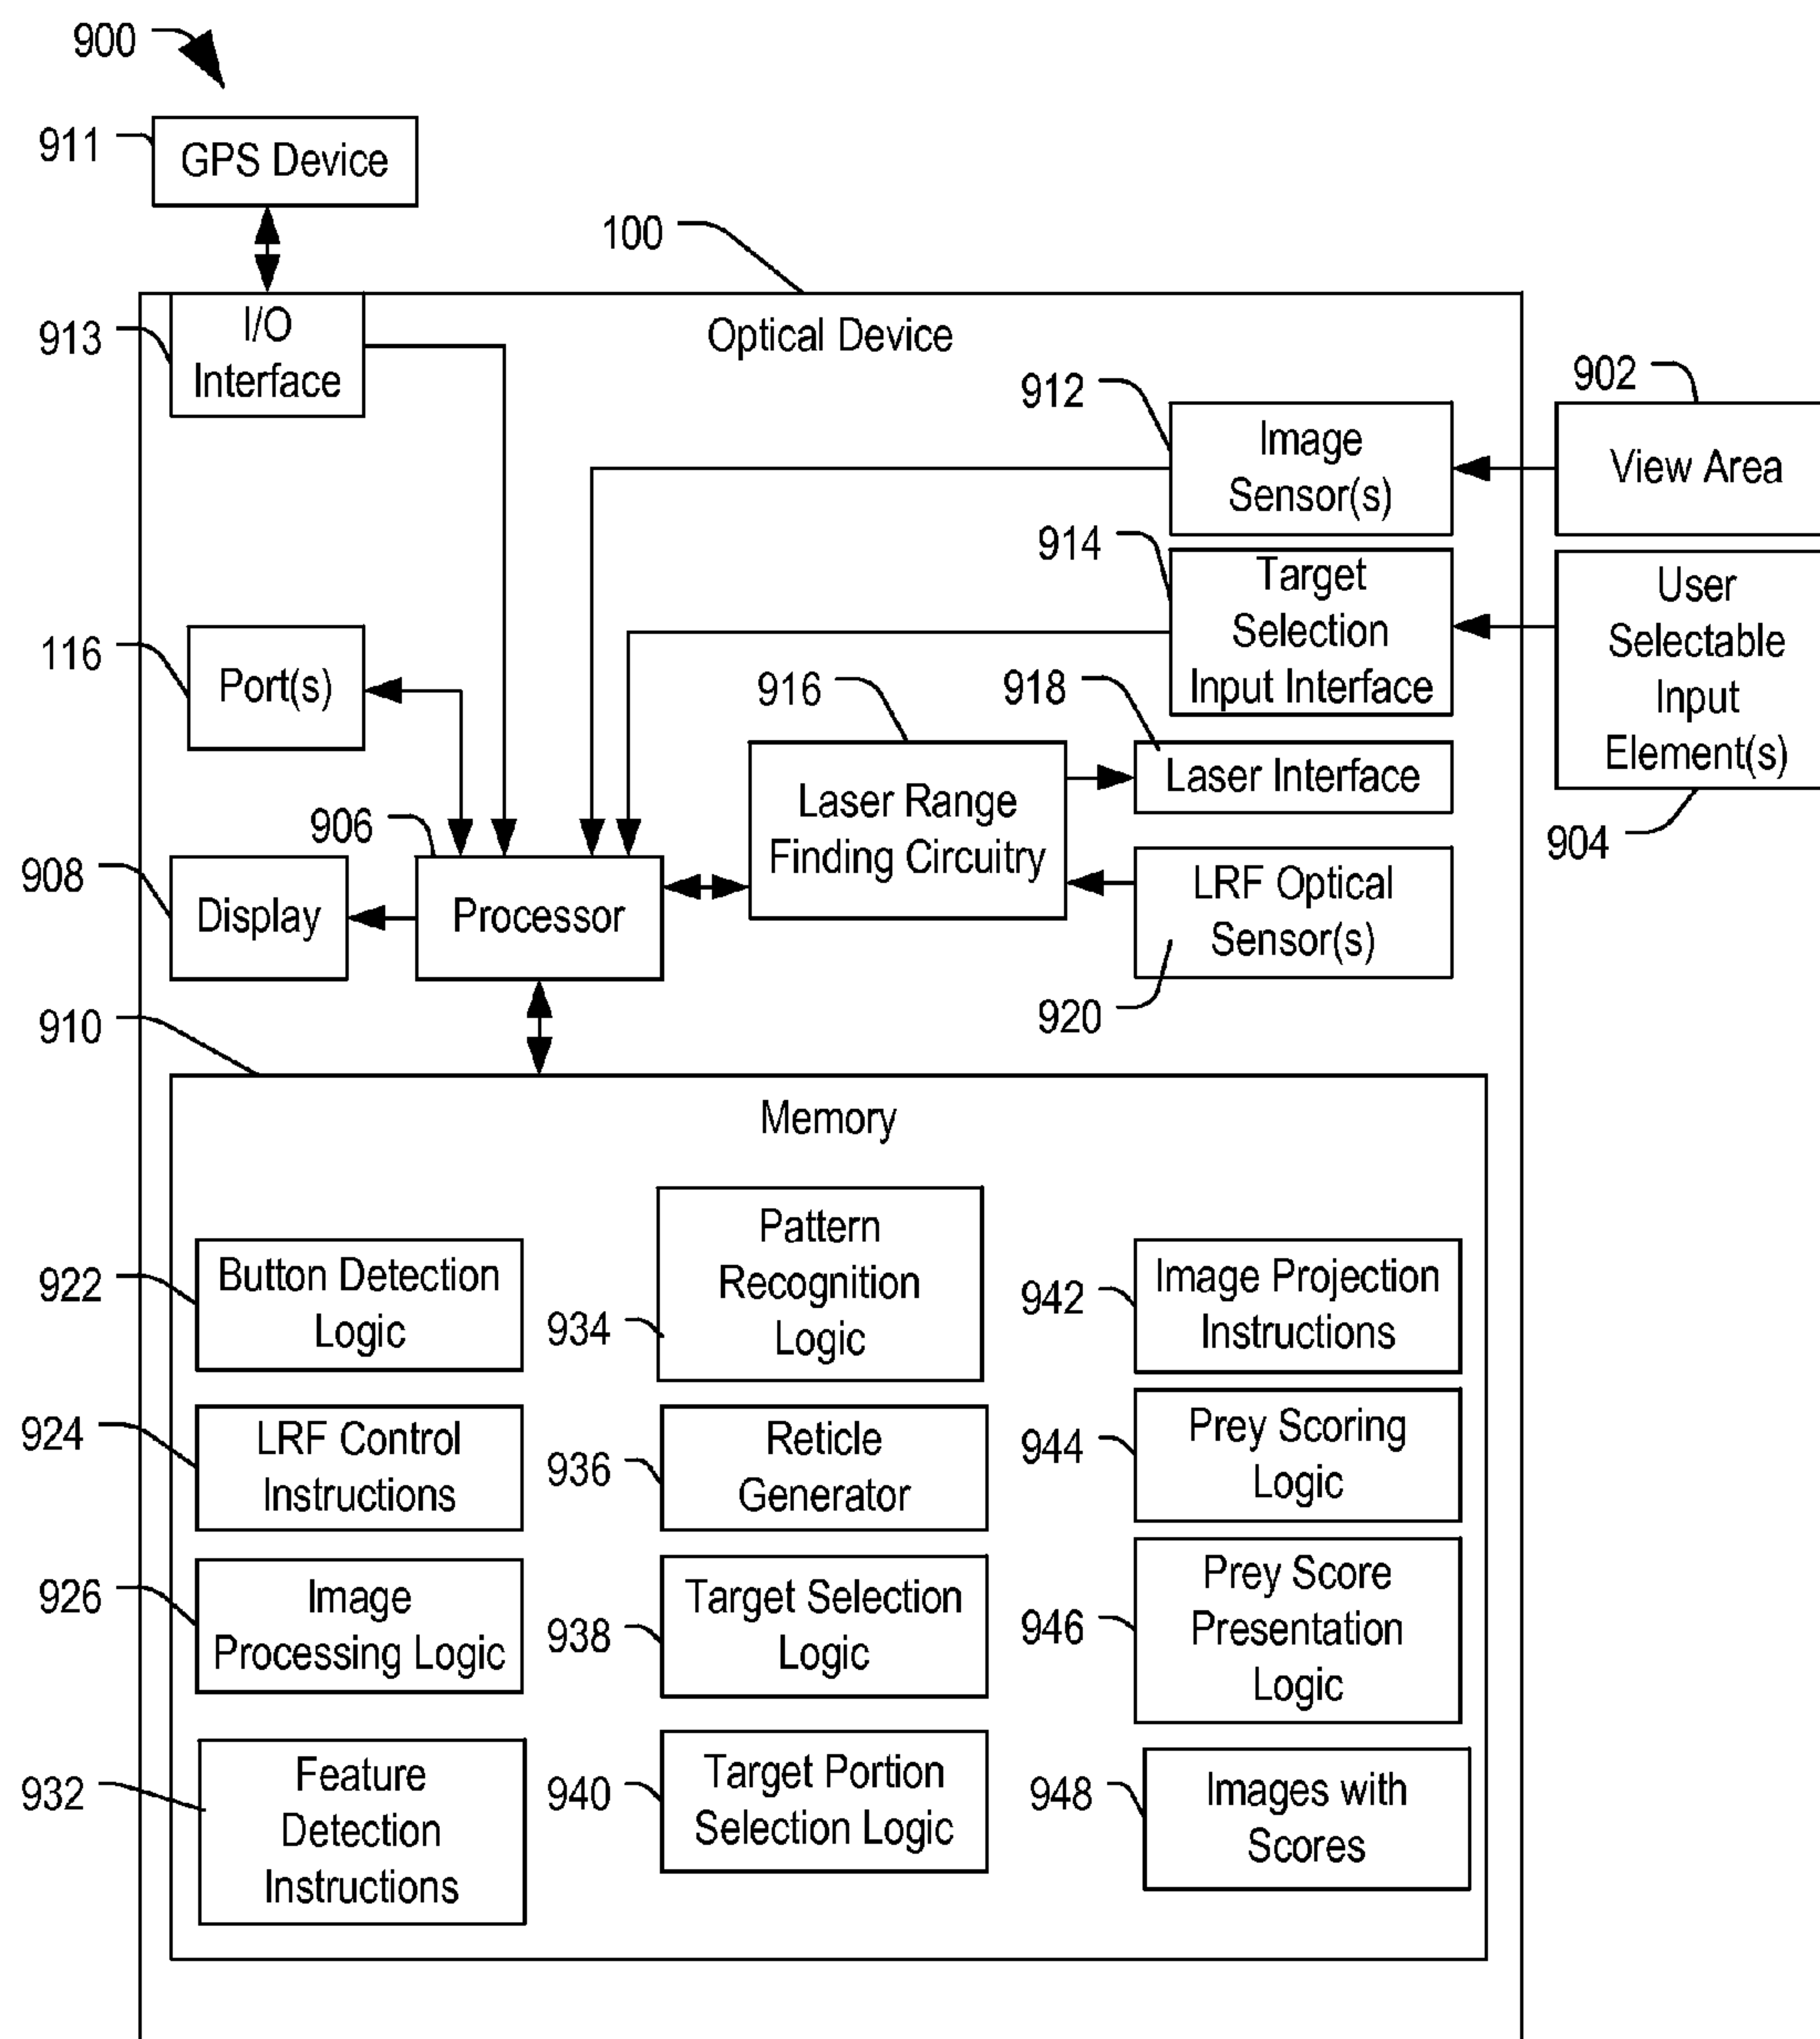 900
911
GPS Device
100
913
I/O
Interface
Optical Device
912
Image
Sensor(s)
902
View Area
914
Target
Selection
Input Interface
User
Selectable
Input
Element(s)
904
116
Port(s)
916
Laser Range
Finding Circuitry
918
Laser Interface
906
Processor
908
Display
LRF Optical
Sensor(s)
920
910
Memory
922
Button Detection
Logic
934
Pattern
Recognition
Logic
942
Image Projection
Instructions
924
LRF Control
Instructions
936
Reticle
Generator
944
Prey Scoring
Logic
926
Image
Processing Logic
938
Target Selection
Logic
946
Prey Score
Presentation
Logic
932
Feature
Detection
Instructions
940
Target Portion
Selection Logic
948
Images with
Scores